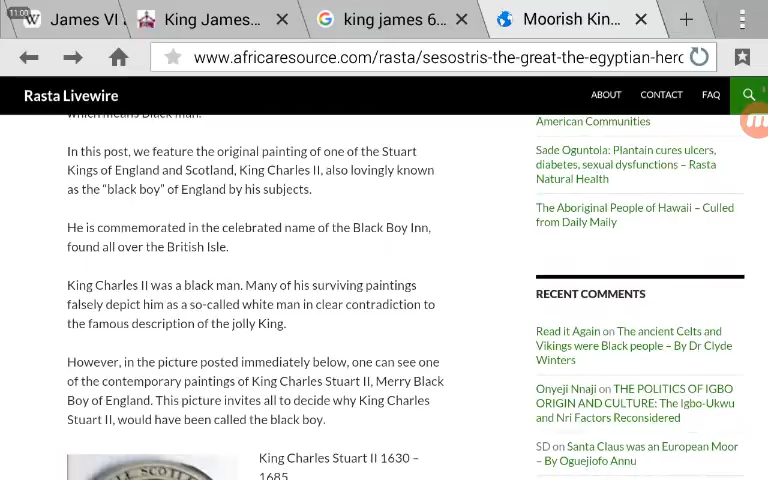 11:00
James VI
King James...
king james 6...
Moorish Kin...
www.africaresource.com/rasta/sesostris-the-great-the-egyptian-herc
Rasta Livewire
ABOUT
CONTACT
FAQ
which means black man.
In this post, we feature the original painting of one of the Stuart
Kings of England and Scotland, King Charles II, also lovingly known
as the “black boy” of England by his subjects.
He is commemorated in the celebrated name of the Black Boy Inn,
found all over the British Isle.
King Charles II was a black man. Many of his surviving paintings
falsely depict him as a so-called white man in clear contradiction to
the famous description of the jolly King.
However, in the picture posted immediately below, one can see one
of the contemporary paintings of King Charles Stuart II, Merry Black
Boy of England. This picture invites all to decide why King Charles
Stuart II, would have been called the black boy.
King Charles Stuart II 1630 –
1685
American Communities
Sade Oguntola: Plantain cures ulcers,
diabetes, sexual dysfunctions – Rasta
Natural Health
The Aboriginal People of Hawaii – Culled
from Daily Maily
RECENT COMMENTS
Read it Again on The ancient Celts and
Vikings were Black people – By Dr Clyde
Winters
Onyeji Nnaji on THE POLITICS OF IGBO
ORIGIN AND CULTURE: The Igbo-Ukwu
and Nri Factors Reconsidered
SD on Santa Claus was an European Moor
– By Oguejiofo Annu